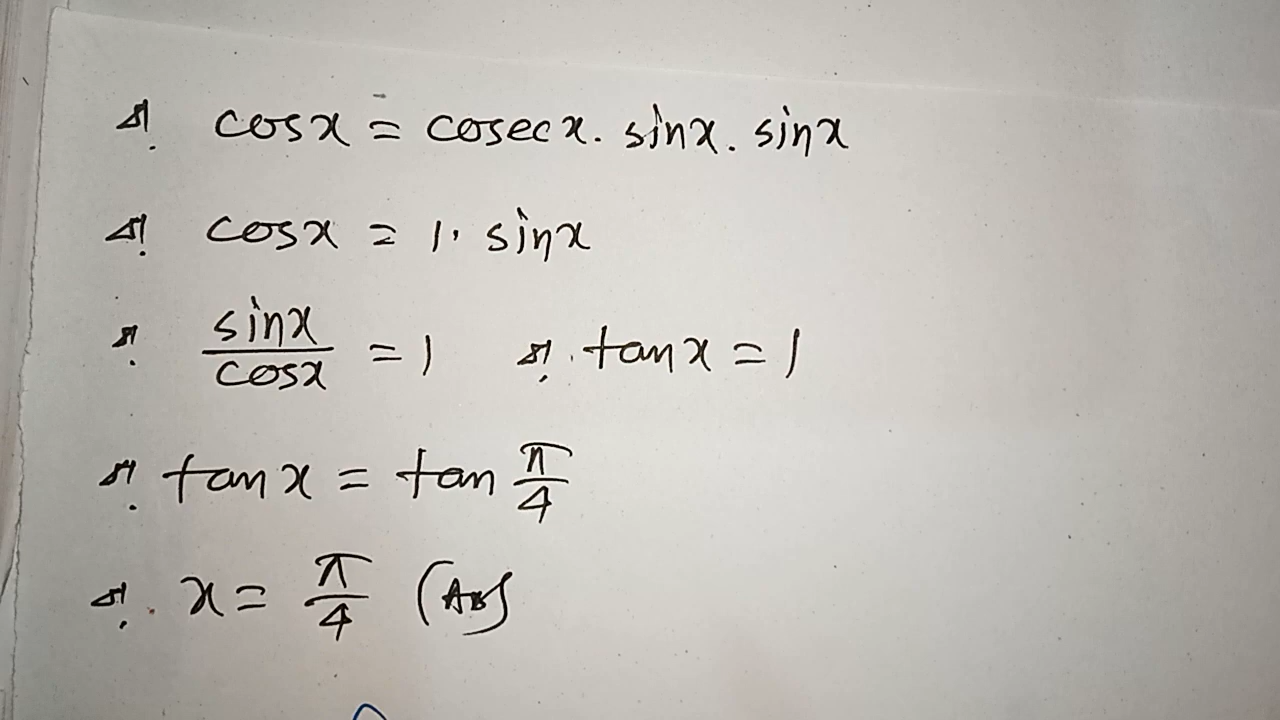 বা, cosx = cosecx. sinx. sinx
বা, cosx = 1. sinx
বা, sinx/cosx = 1 বা, tanx = 1
বা, tanx = tan π/4
বা, x = π/4 (Ans)